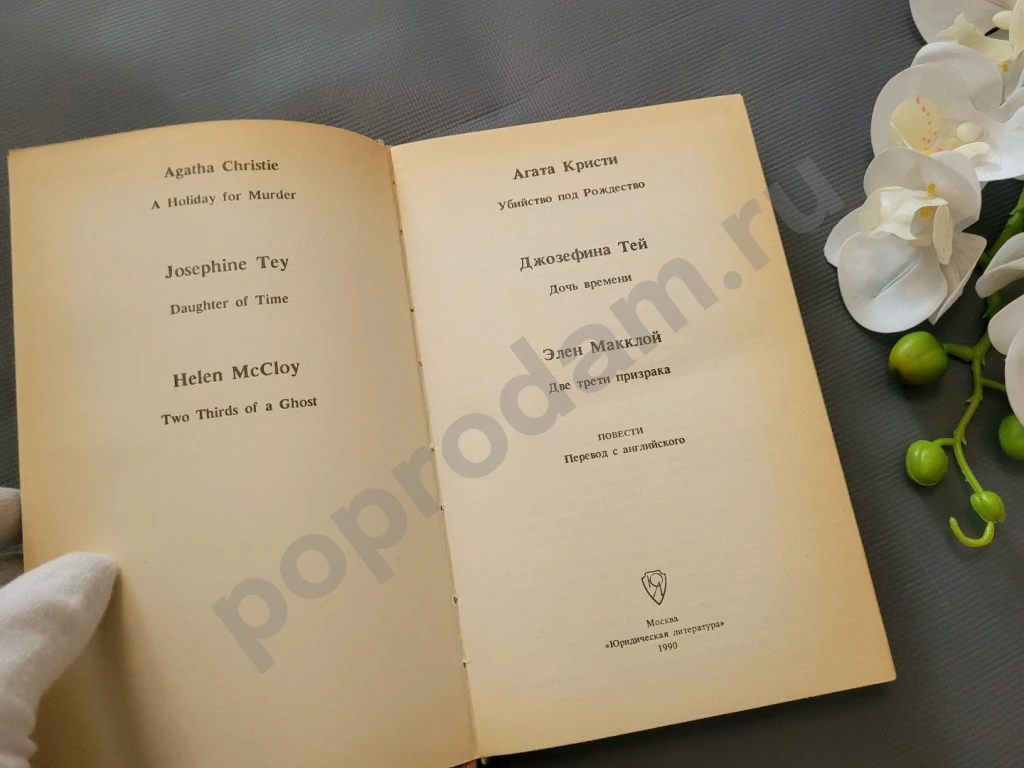 Agatha Christie
A Holiday for Murder
Josephine Tey
Daughter of Time
Helen McCloy
Two Thirds of a Ghost
Агата Кристи
Убийство под Рождество
Джозефина Тей
Дочь времени
Элен Макклой
Две трети призрака
ПОВЕСТИ
Перевод с английского
Москва
«Юридическая литература»
1990
poprodam.ru